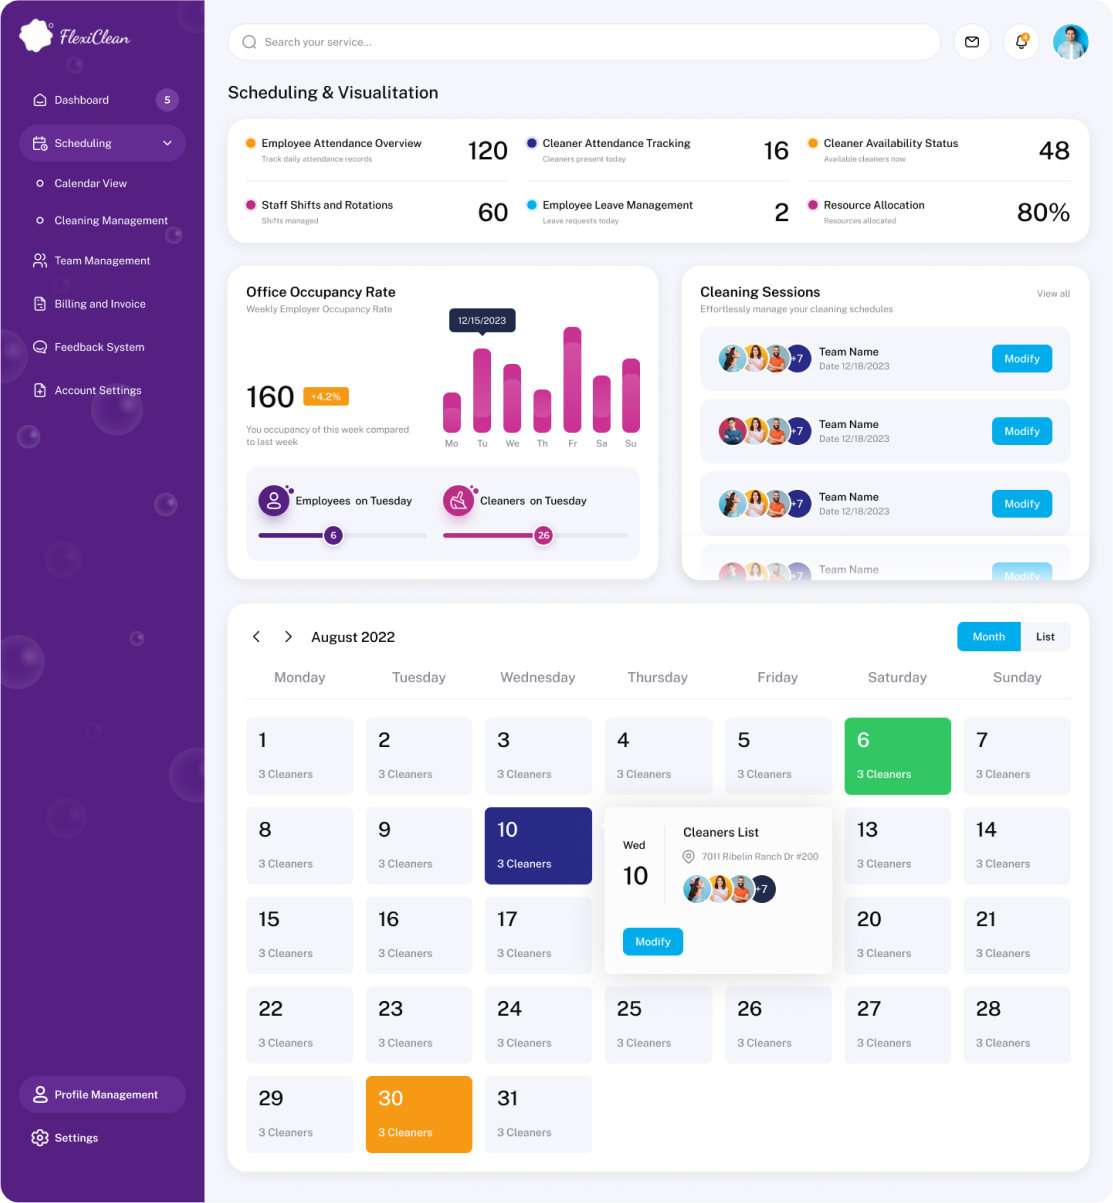 FlexiClean
Dashboard
5
Scheduling
Calendar View
Cleaning Management
Team Management
Billing and Invoice
Feedback System
Account Settings
Profile Management
Settings
Search your service...
4
Scheduling & Visualitation
Employee Attendance Overview
Track daily attendance records
120
Cleaner Attendance Tracking
Cleaners present today
16
Cleaner Availability Status
Available cleaners now
48
Staff Shifts and Rotations
Shifts managed
60
Employee Leave Management
Leave requests today
2
Resource Allocation
Resources allocated
80%
Office Occupancy Rate
Weekly Employer Occupancy Rate
12/15/2023
160
+4.2%
You occupancy of this week compared
to last week
Mo Tu We Th Fr Sa Su
Employees on Tuesday
6
Cleaners on Tuesday
26
Cleaning Sessions
View all
Effortlessly manage your cleaning schedules
+7
Team Name
Date 12/18/2023
Modify
+7
Team Name
Date 12/18/2023
Modify
+7
Team Name
Date 12/18/2023
Modify
+7
Team Name
Modify
August 2022
Month
List
Monday Tuesday Wednesday Thursday Friday Saturday Sunday
1 2 3 4 5 6 7
3 Cleaners 3 Cleaners 3 Cleaners 3 Cleaners 3 Cleaners 3 Cleaners 3 Cleaners
8 9 10 13 14
3 Cleaners 3 Cleaners 3 Cleaners 3 Cleaners 3 Cleaners
Wed
10
Cleaners List
7011 Ribelin Ranch Dr #200
+7
Modify
15 16 17 20 21
3 Cleaners 3 Cleaners 3 Cleaners 3 Cleaners 3 Cleaners
22 23 24 25 26 27 28
3 Cleaners 3 Cleaners 3 Cleaners 3 Cleaners 3 Cleaners 3 Cleaners 3 Cleaners
29 30 31
3 Cleaners 3 Cleaners 3 Cleaners